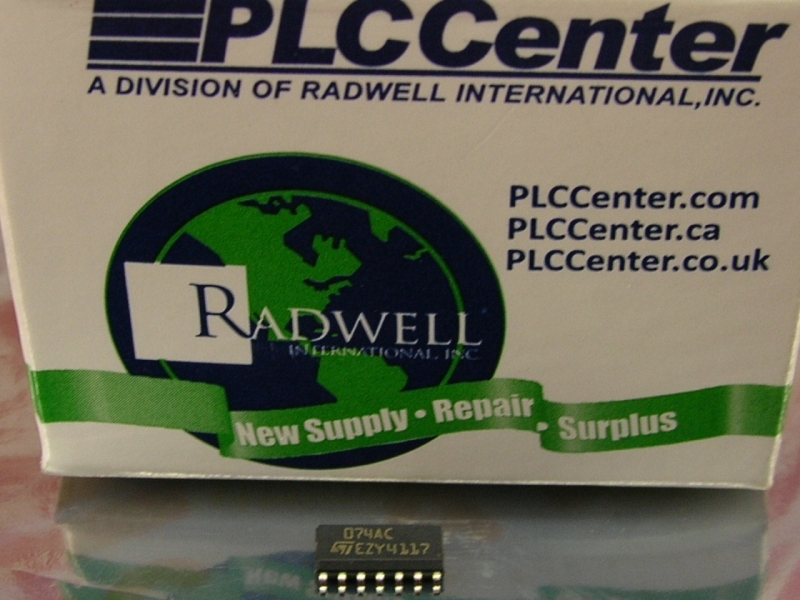 PLCCenter
A DIVISION OF RADWELL INTERNATIONAL, INC.
PLCCenter.com
PLCCenter.ca
PLCCenter.co.uk
RADWELL
INTERNATIONAL, INC.
New Supply • Repair • Surplus
074AC
ST EZY4117